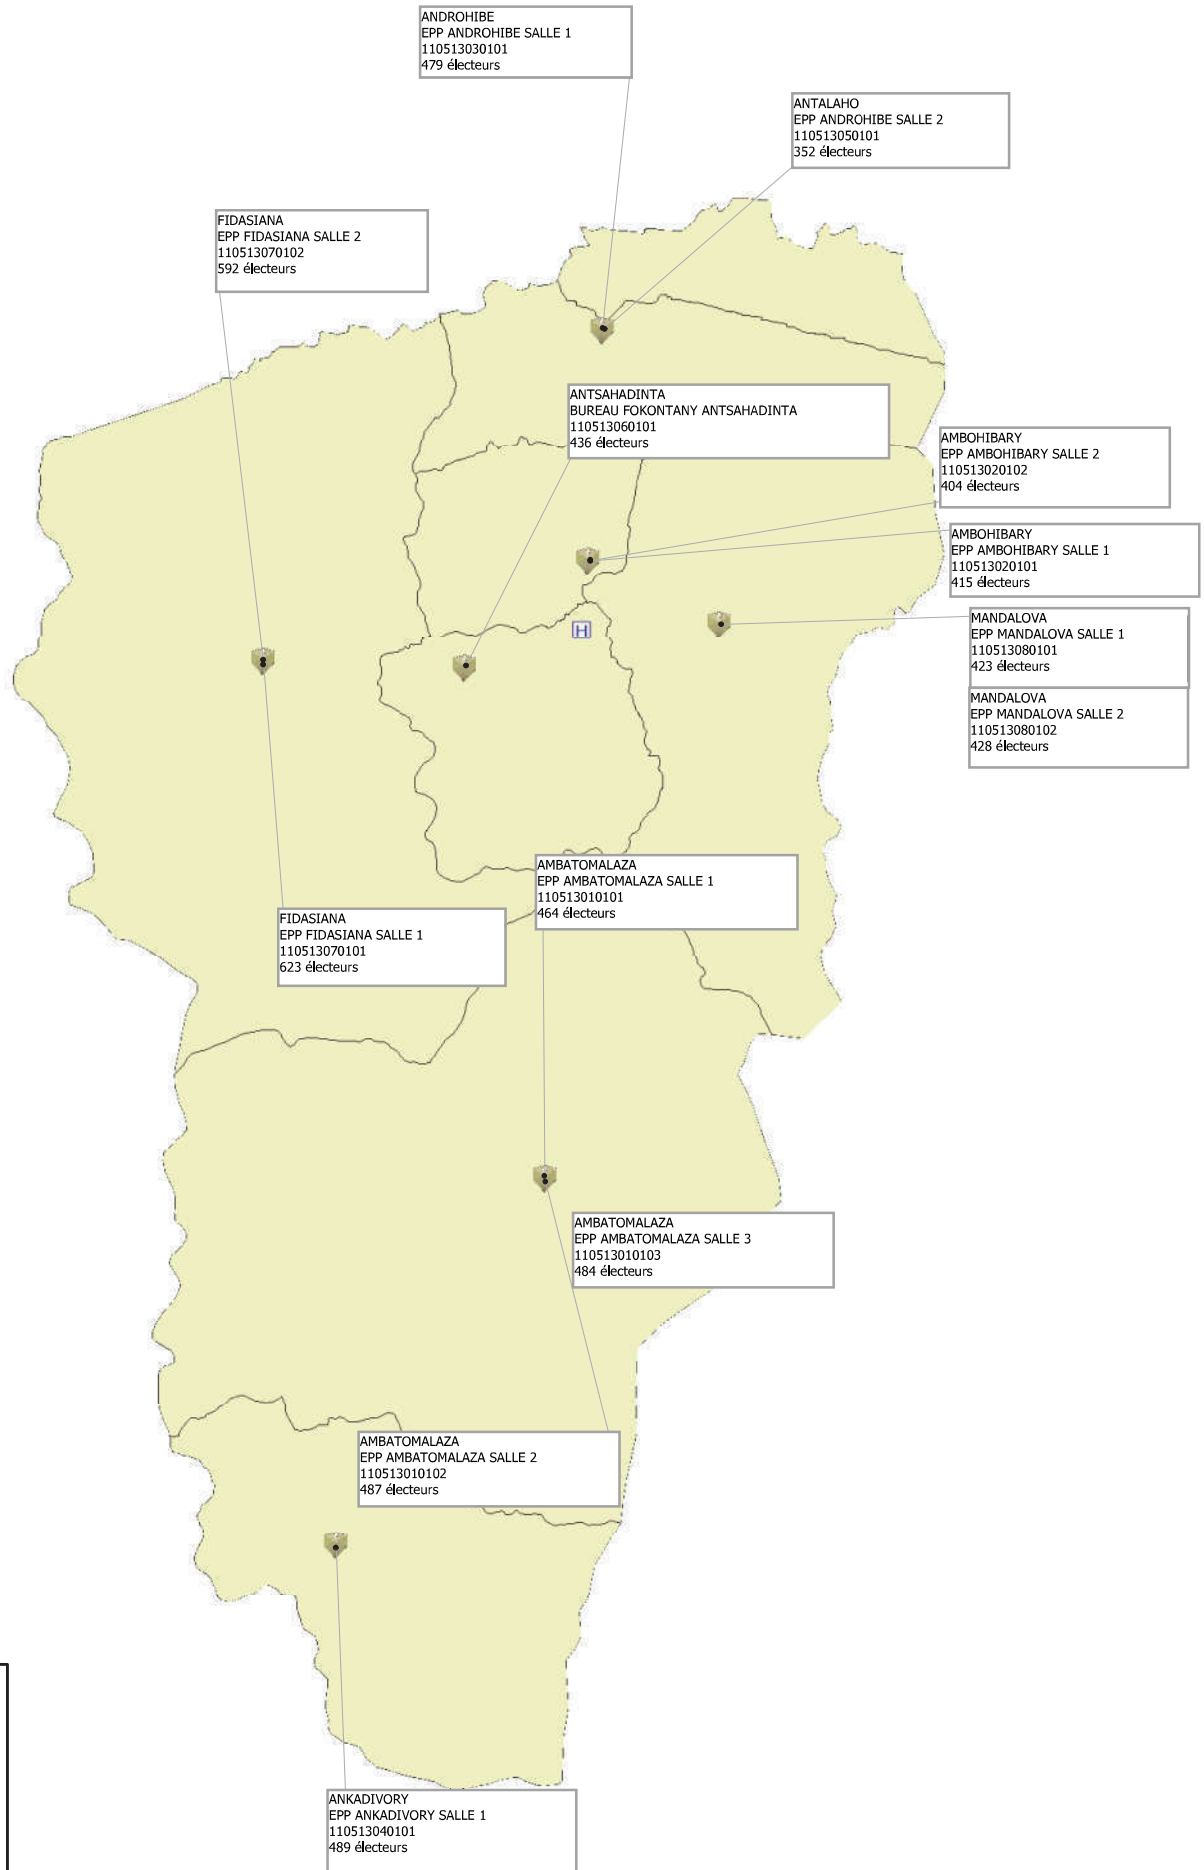 ANDROHIBE
EPP ANDROHIBE SALLE 1
110513030101
479 électeurs
ANTALAHO
EPP ANDROHIBE SALLE 2
110513050101
352 électeurs
FIDASIANA
EPP FIDASIANA SALLE 2
110513070102
592 électeurs
ANTSAHADINTA
BUREAU FOKONTANY ANTSAHADINTA
110513060101
436 électeurs
AMBOHIBARY
EPP AMBOHIBARY SALLE 2
110513020102
404 électeurs
AMBOHIBARY
EPP AMBOHIBARY SALLE 1
110513020101
415 électeurs
MANDALOVA
EPP MANDALOVA SALLE 1
110513080101
423 électeurs
H
MANDALOVA
EPP MANDALOVA SALLE 2
110513080102
428 électeurs
AMBATOMALAZA
EPP AMBATOMALAZA SALLE 1
110513010101
464 électeurs
FIDASIANA
EPP FIDASIANA SALLE 1
110513070101
623 électeurs
AMBATOMALAZA
EPP AMBATOMALAZA SALLE 3
110513010103
484 électeurs
AMBATOMALAZA
EPP AMBATOMALAZA SALLE 2
110513010102
487 électeurs
ANKADIVORY
EPP ANKADIVORY SALLE 1
110513040101
489 électeurs